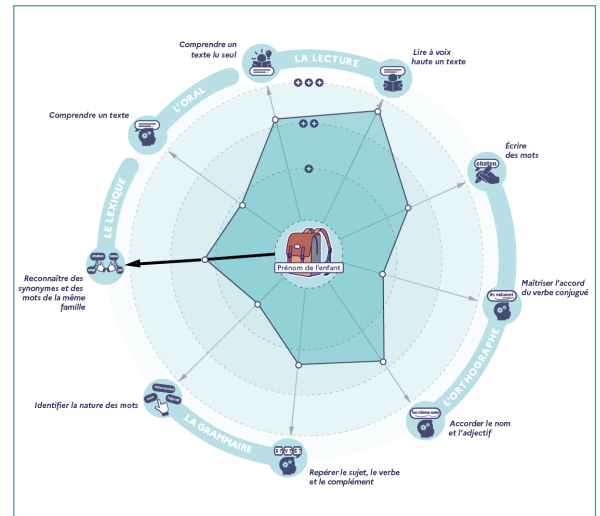 Comprendre un
texte lu seul
LA LECTURE
Lire à voix
haute un texte
L'ORAL
Comprendre un texte
Écrire
des mots
chaton
LE LEXIQUE
Prénom de l'enfant
Reconnaître des
synonymes et des
mots de la même
famille
Maîtriser l'accord
du verbe conjugué
L'ORTHOGRAPHE
Identifier la nature des mots
LA GRAMMAIRE
Accorder le nom
et l'adjectif
Repérer le sujet, le verbe
et le complément